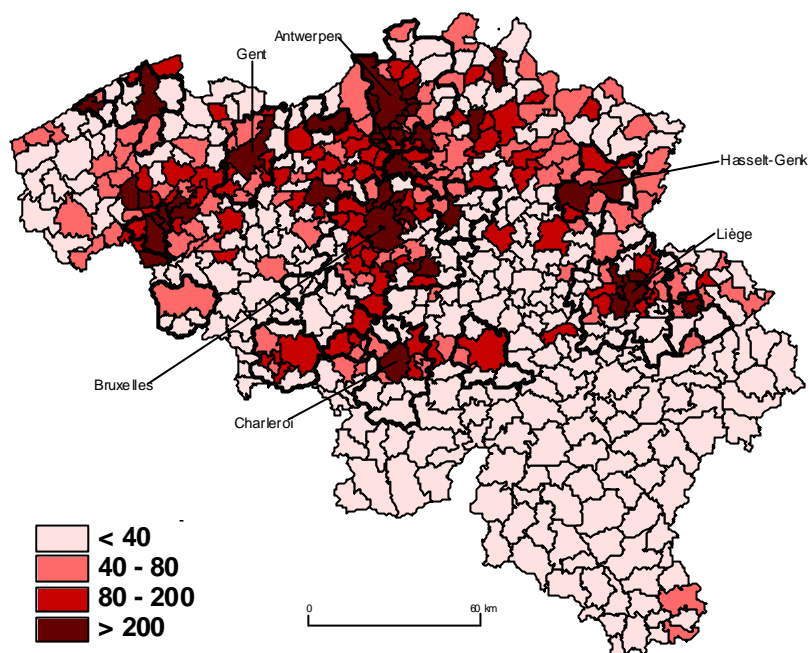 Antwerpen
Gent
Hasselt-Genk
Liège
Bruxelles
Charleroi
< 40
40 - 80
80 - 200
> 200
0 60 km